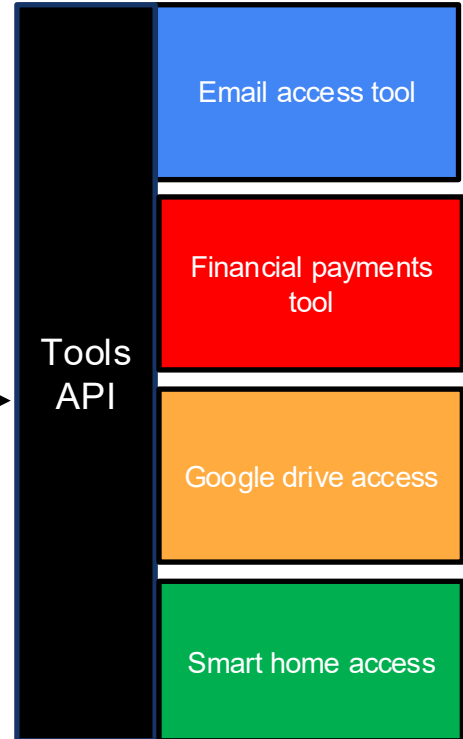 Email access tool
Financial payments
tool
Tools
API
Google drive access
Smart home access